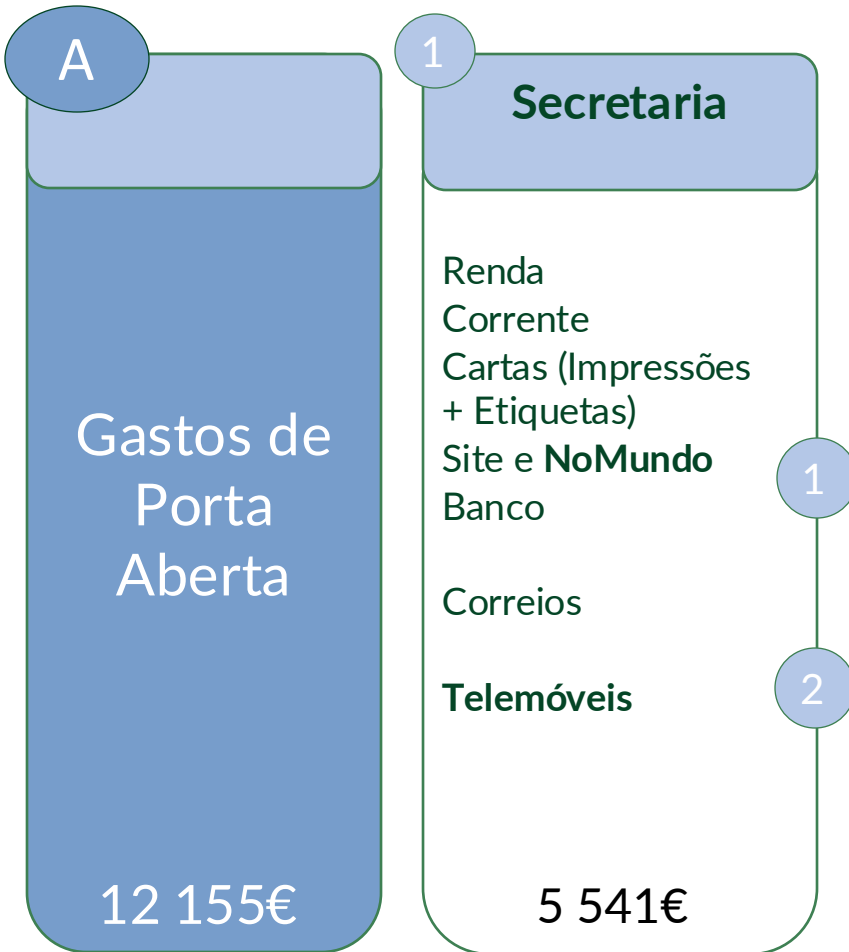 A
Gastos de
Porta
Aberta
12 155€
1
Secretaria
Renda
Corrente
Cartas (Impressões
+ Etiquetas)
Site e NoMundo
1
Banco
Correios
Telemóveis
2
5 541€